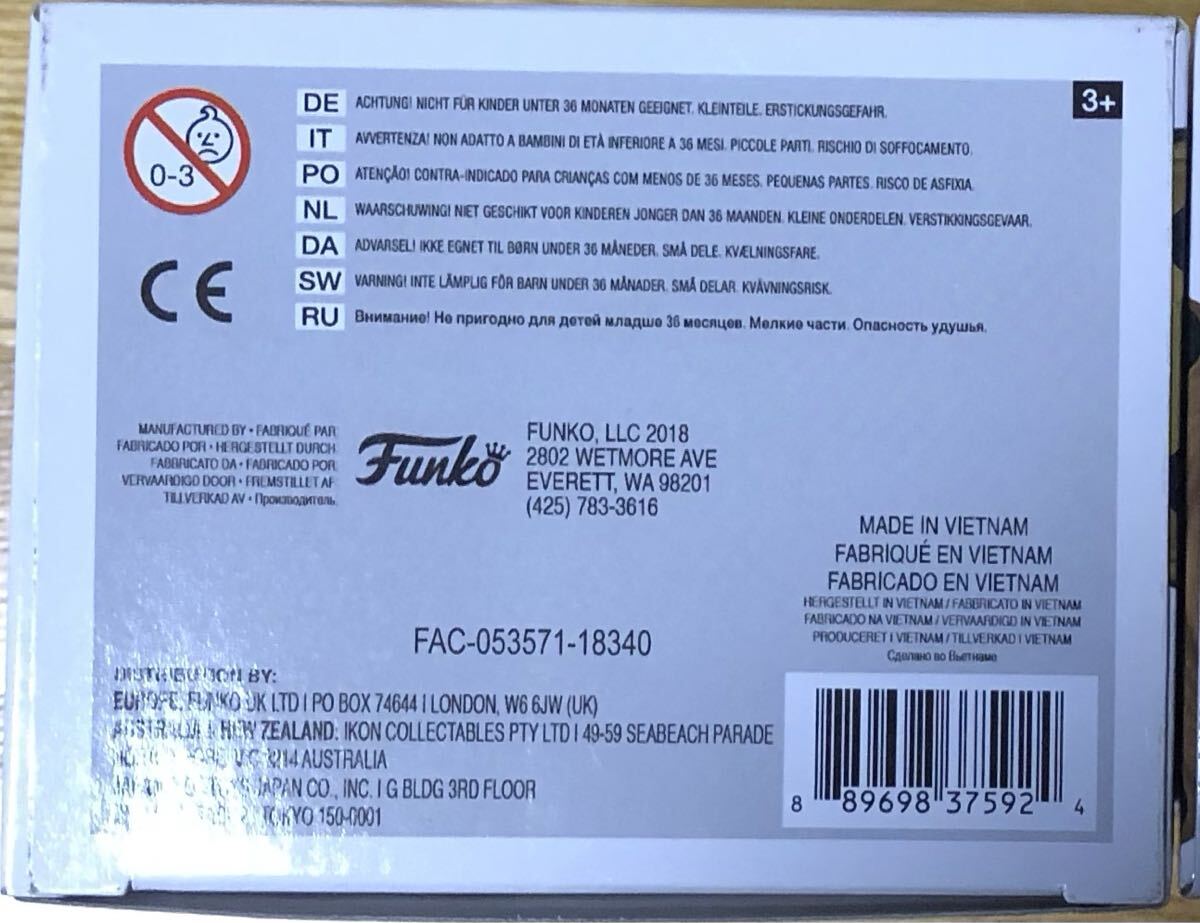 0-3
CE
3+
DE ACHTUNG! NICHT FÜR KINDER UNTER 36 MONATEN GEEIGNET. KLEINTEILE. ERSTICKUNGSGEFAHR.
IT AVVERTENZA! NON ADATTO A BAMBINI DI ETÀ INFERIORE A 36 MESI. PICCOLE PARTI. RISCHIO DI SOFFOCAMENTO.
PO ATENÇÃO! CONTRA-INDICADO PARA CRIANÇAS COM MENOS DE 36 MESES. PEQUENAS PARTES. RISCO DE ASFIXIA.
NL WAARSCHUWING! NIET GESCHIKT VOOR KINDEREN JONGER DAN 36 MAANDEN. KLEINE ONDERDELEN. VERSTIKKINGSGEVAAR.
DA ADVARSEL! IKKE EGNET TIL BØRN UNDER 36 MÅNEDER. SMÅ DELE. KVÆLNINGSFARE.
SW VARNING! INTE LÄMPLIG FÖR BARN UNDER 36 MÅNADER. SMÅ DELAR. KVÄVNINGSRISK.
RU Внимание! Не пригодно для детей младше 36 месяцев. Мелкие части. Опасность удушья.
MANUFACTURED BY • FABRIQUÉ PAR
FABRICADO POR • HERGESTELLT DURCH
FABBRICATO DA • FABRICADO POR
VERVAARDIGD DOOR • FREMSTILLET AF
TILLVERKAD AV • Производитель
Funko
FUNKO, LLC 2018
2802 WETMORE AVE
EVERETT, WA 98201
(425) 783-3616
MADE IN VIETNAM
FABRIQUÉ EN VIETNAM
FABRICADO EN VIETNAM
HERGESTELLT IN VIETNAM / FABBRICATO IN VIETNAM
FABRICADO NA VIETNAM / VERVAARDIGD IN VIETNAM
PRODUCERET I VIETNAM / TILLVERKAD I VIETNAM
Сделано во Вьетнаме
FAC-053571-18340
DISTRIBUTION BY:
EUROPE: FUNKO UK LTD | PO BOX 74644 | LONDON, W6 6JW (UK)
AUSTRALIA & NEW ZEALAND: IKON COLLECTABLES PTY LTD | 49-59 SEABEACH PARADE
VIC 3214 AUSTRALIA
JAPAN CO., INC. | G BLDG 3RD FLOOR
TOKYO 150-0001
8 89698 37592 4